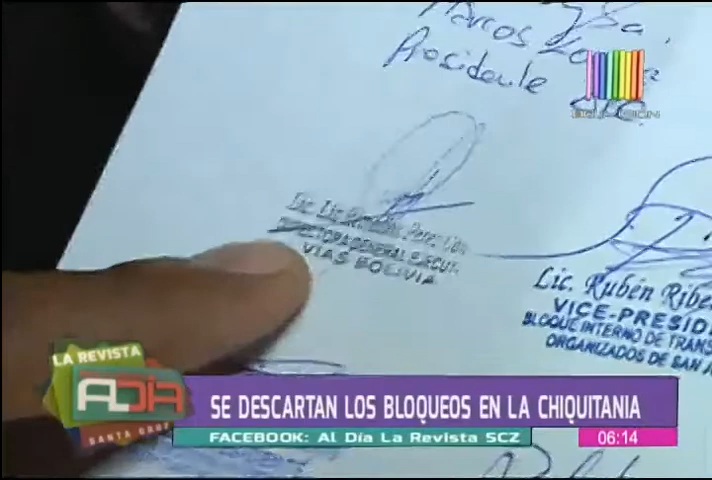 Marcos
Presidente
Lic. Rubén Ribe
VICE-PRESID
BLOQUE INTERNO DE TRANS
ORGANIZADOS DE SAN J
DIRECTORA GENERAL EJECUT
VIAS BOLIVIA
LA REVISTA
AL DÍA
SANTA CRUZ
SE DESCARTAN LOS BLOQUEOS EN LA CHIQUITANIA
FACEBOOK: Al Día La Revista SCZ
06:14